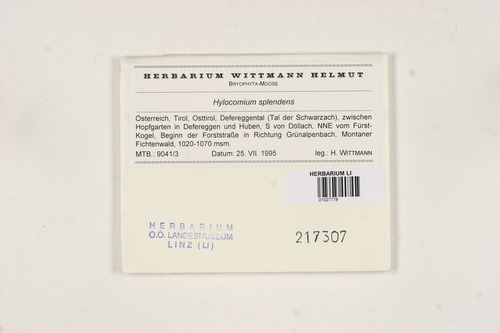 HERBARIUM WITTMANN HELMUT
BRYOPHYTA-MOOSE
Hylocomium splendens
Österreich, Tirol, Osttirol, Defereggental (Tal der Schwarzach), zwischen
Hopfgarten in Defereggen und Huben, S von Döllach, NNE vom Fürst-
Kogel, Beginn der Forststraße in Richtung Grünalpenbach, Montaner
Fichtenwald, 1020-1070 msm.
MTB.: 9041/3 Datum: 25. VII. 1995 leg.: H. WITTMANN
HERBARIUM LI
01027778
HERBARIUM
O.Ö. LANDESMUSEUM
LINZ (LI)
217307